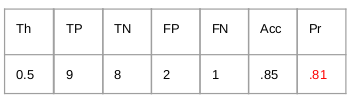 Th TP TN FP FN Acc Pr
0.5 9 8 2 1 .85 .81